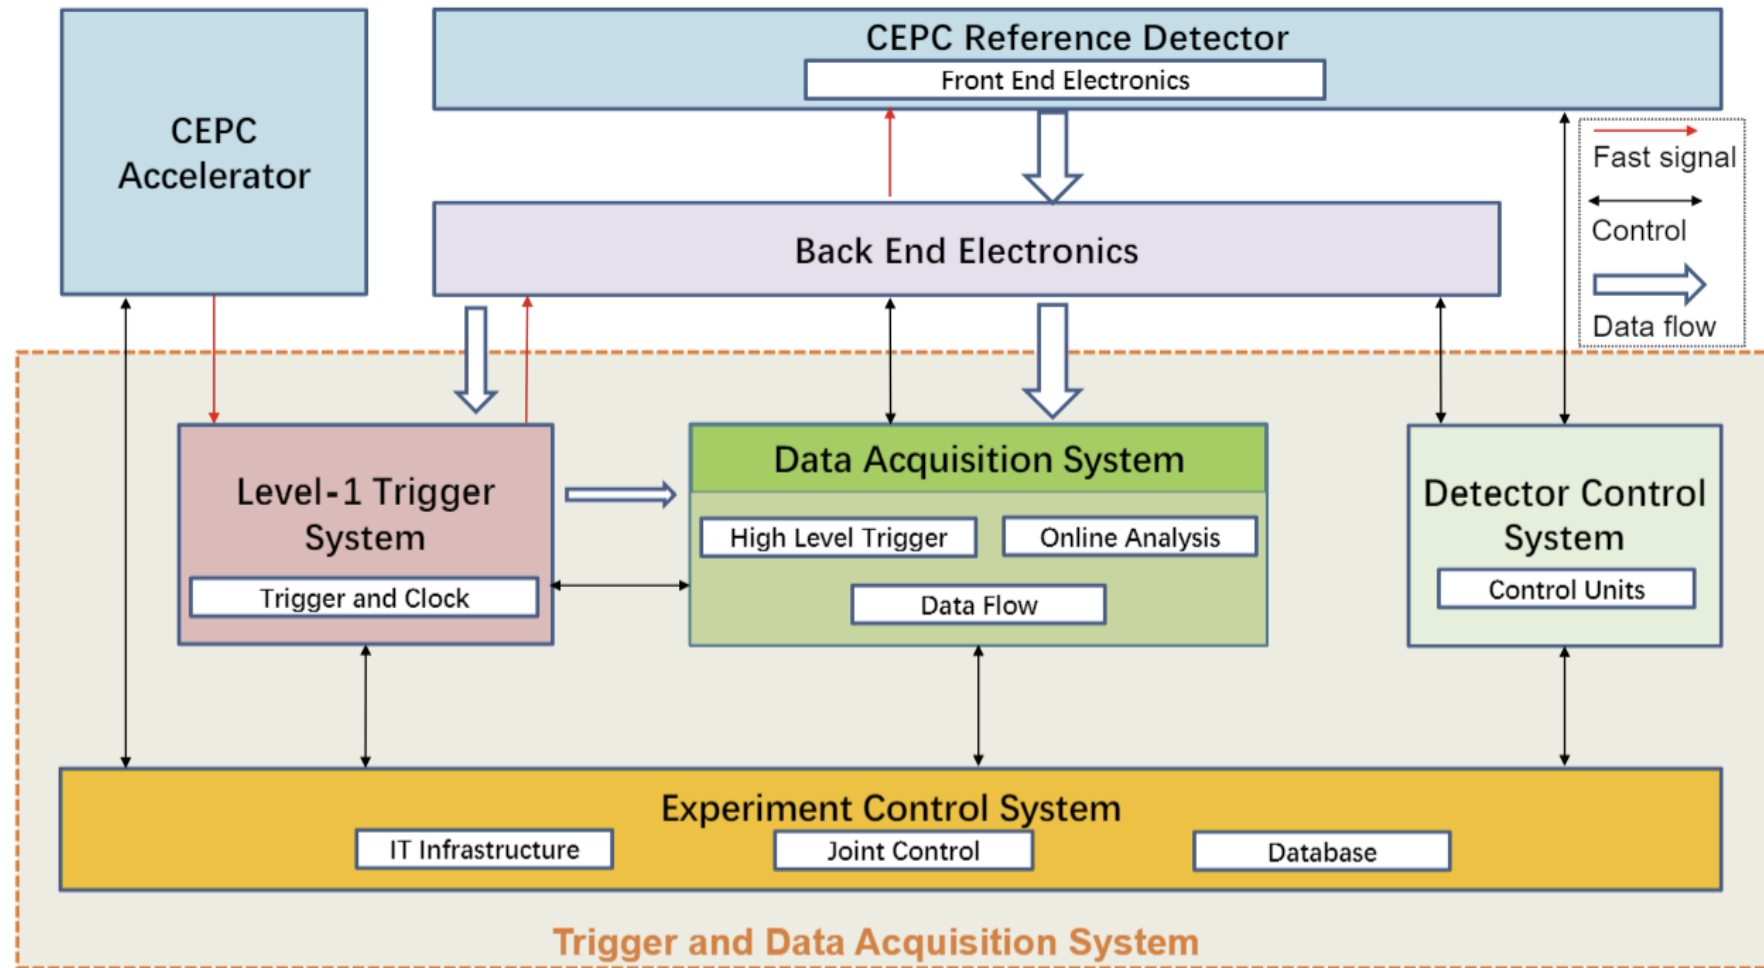 CEPC Reference Detector
Front End Electronics
CEPC
Accelerator
Fast signal
Control
Data flow
Back End Electronics
Level-1 Trigger
System
Trigger and Clock
Data Acquisition System
High Level Trigger
Online Analysis
Data Flow
Detector Control
System
Control Units
Experiment Control System
IT Infrastructure
Joint Control
Database
Trigger and Data Acquisition System